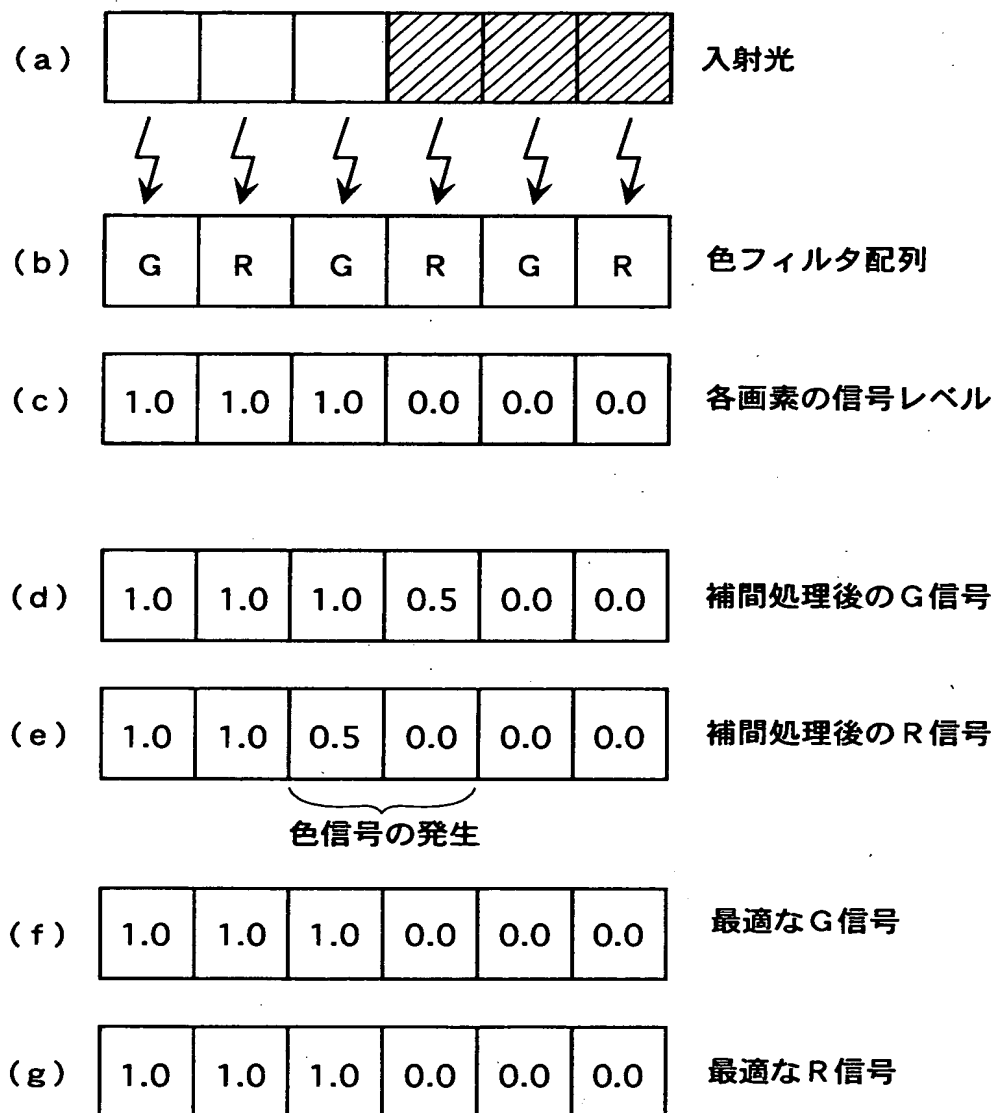 (a) 入射光
(b) G R G R G R 色フィルタ配列
(c) 1.0 1.0 1.0 0.0 0.0 0.0 各画素の信号レベル
(d) 1.0 1.0 1.0 0.5 0.0 0.0 補間処理後のG信号
(e) 1.0 1.0 0.5 0.0 0.0 0.0 補間処理後のR信号
色信号の発生
(f) 1.0 1.0 1.0 0.0 0.0 0.0 最適なG信号
(g) 1.0 1.0 1.0 0.0 0.0 0.0 最適なR信号